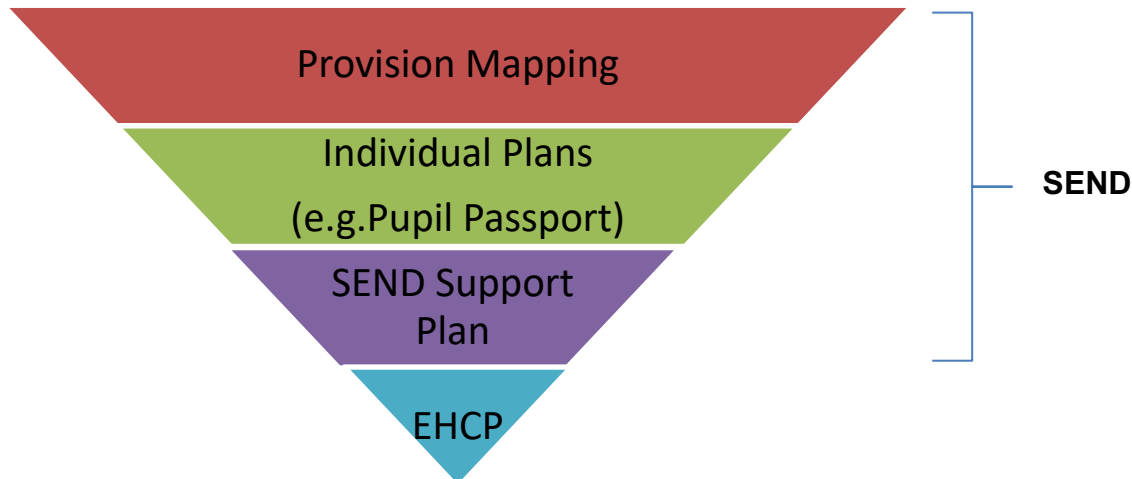 Provision Mapping
Individual Plans
(e.g.Pupil Passport)
SEND
SEND Support
Plan
EHCP